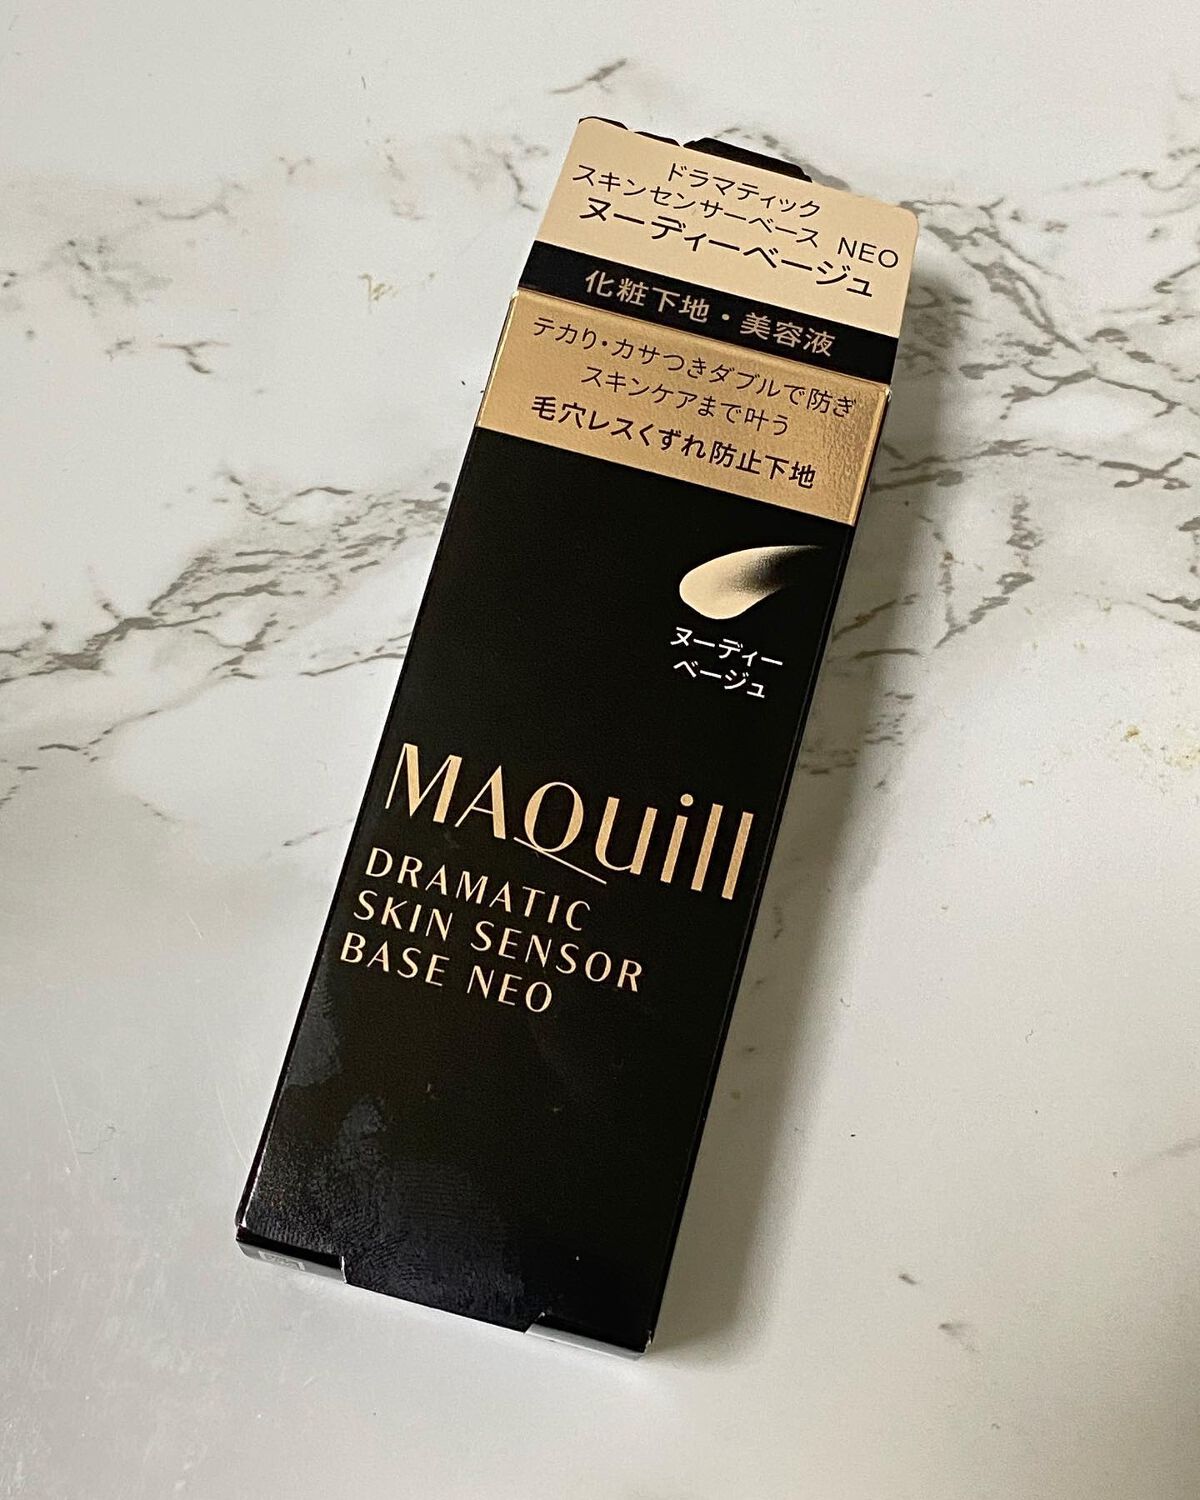 ドラマティック
スキンセンサーベース NEO
ヌーディーベージュ
化粧下地・美容液
テカり・カサつきダブルで防ぎ
スキンケアまで叶う
毛穴レスくずれ防止下地
ヌーディー
ベージュ
MAQuill
DRAMATIC
SKIN SENSOR
BASE NEO